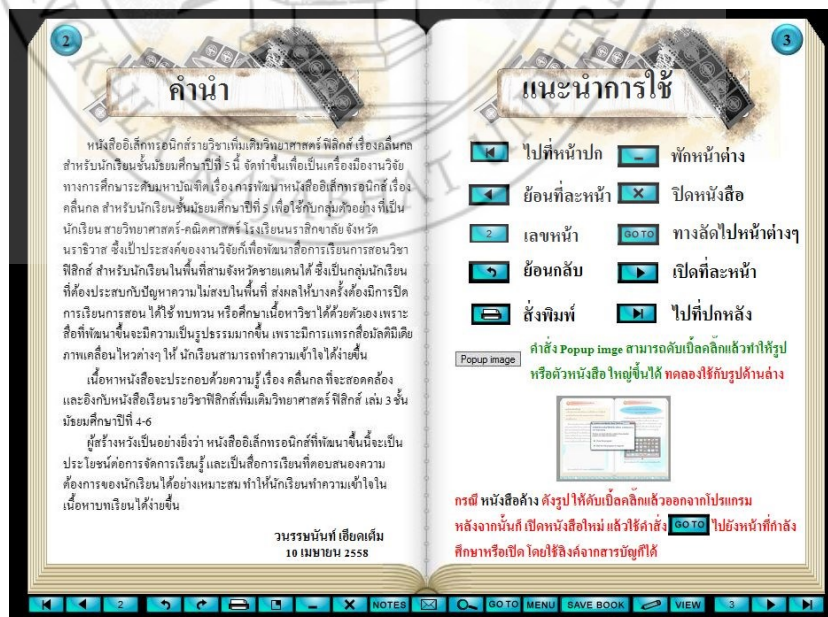 2
คำนำ
หนังสืออิเล็กทรอนิกส์รายวิชาเพิ่มเติมวิทยาศาสตร์ ฟิสิกส์ เรื่องคลื่นกล
สำหรับนักเรียนชั้นมัธยมศึกษาปีที่ 5 นี้ จัดทำขึ้นเพื่อเป็นเครื่องมืองานวิจัย
ทางการศึกษาระดับมหาบัณฑิต เรื่อง การพัฒนาหนังสืออิเล็กทรอนิกส์ เรื่อง
คลื่นกล สำหรับนักเรียนชั้นมัธยมศึกษาปีที่ 5 เพื่อใช้กับกลุ่มตัวอย่าง ที่เป็น
นักเรียน สายวิทยาศาสตร์-คณิตศาสตร์ โรงเรียนนราสิกขาลัย จังหวัด
นราธิวาส ซึ่งเป้าประสงค์ของงานวิจัยก็เพื่อพัฒนาสื่อการเรียนการสอนวิชา
ฟิสิกส์ สำหรับนักเรียนในพื้นที่สามจังหวัดชายแดนใต้ ซึ่งเป็นกลุ่มนักเรียน
ที่ต้องประสบกับปัญหาความไม่สงบในพื้นที่ ส่งผลให้บางครั้งต้องมีการปิด
การเรียนการสอน ได้ใช้ ทบทวน หรือศึกษาเนื้อหาวิชาได้ด้วยตัวเอง เพราะ
สื่อที่พัฒนาขึ้นจะมีความเป็นรูปธรรมมากขึ้น เพราะมีการแทรกสื่อมัลติมีเดีย
ภาพเคลื่อนไหวต่างๆ ให้ นักเรียนสามารถทำความเข้าใจได้ง่ายขึ้น
เนื้อหาหนังสือจะประกอบด้วยความรู้ เรื่อง คลื่นกล ที่จะสอดคล้อง
และอิงกับหนังสือเรียนรายวิชาฟิสิกส์เพิ่มเติมวิทยาศาสตร์ ฟิสิกส์ เล่ม 3 ชั้น
มัธยมศึกษาปีที่ 4-6
ผู้สร้างหวังเป็นอย่างยิ่งว่า หนังสืออิเล็กทรอนิกส์ที่พัฒนาขึ้นนี้จะเป็น
ประโยชน์ต่อการจัดการเรียนรู้ และเป็นสื่อการเรียนที่ตอบสนองความ
ต้องการของนักเรียนได้อย่างเหมาะสม ทำให้นักเรียนทำความเข้าใจใน
เนื้อหาบทเรียนได้ง่ายขึ้น
วนรรษนันท์ เฮียดเต็ม
10 เมษายน 2558
3
แนะนำการใช้
ไปที่หน้าปก พักหน้าต่าง
ย้อนที่ละหน้า ปิดหนังสือ
2 เลขหน้า GO TO ทางลัดไปหน้าต่างๆ
ย้อนกลับ เปิดที่ละหน้า
สั่งพิมพ์ ไปที่ปกหลัง
Popup image คำสั่ง Popup imge สามารถดับเบิ้ลคลิกแล้วทำให้รูป
หรือตัวหนังสือ ใหญ่ขึ้นได้ ทดลองใช้กับรูปด้านล่าง
กรณี หนังสือค้าง ดังรูป ให้ดับเบิ้ลคลิกแล้วออกจากโปรแกรม
หลังจากนั้นก็ เปิดหนังสือใหม่ แล้วใช้คำสั่ง GO TO ไปยังหน้าที่กำลัง
ศึกษาหรือเปิด โดยใช้ลิงค์จากสารบัญก็ได้
2 NOTES GO TO MENU SAVE BOOK VIEW 3